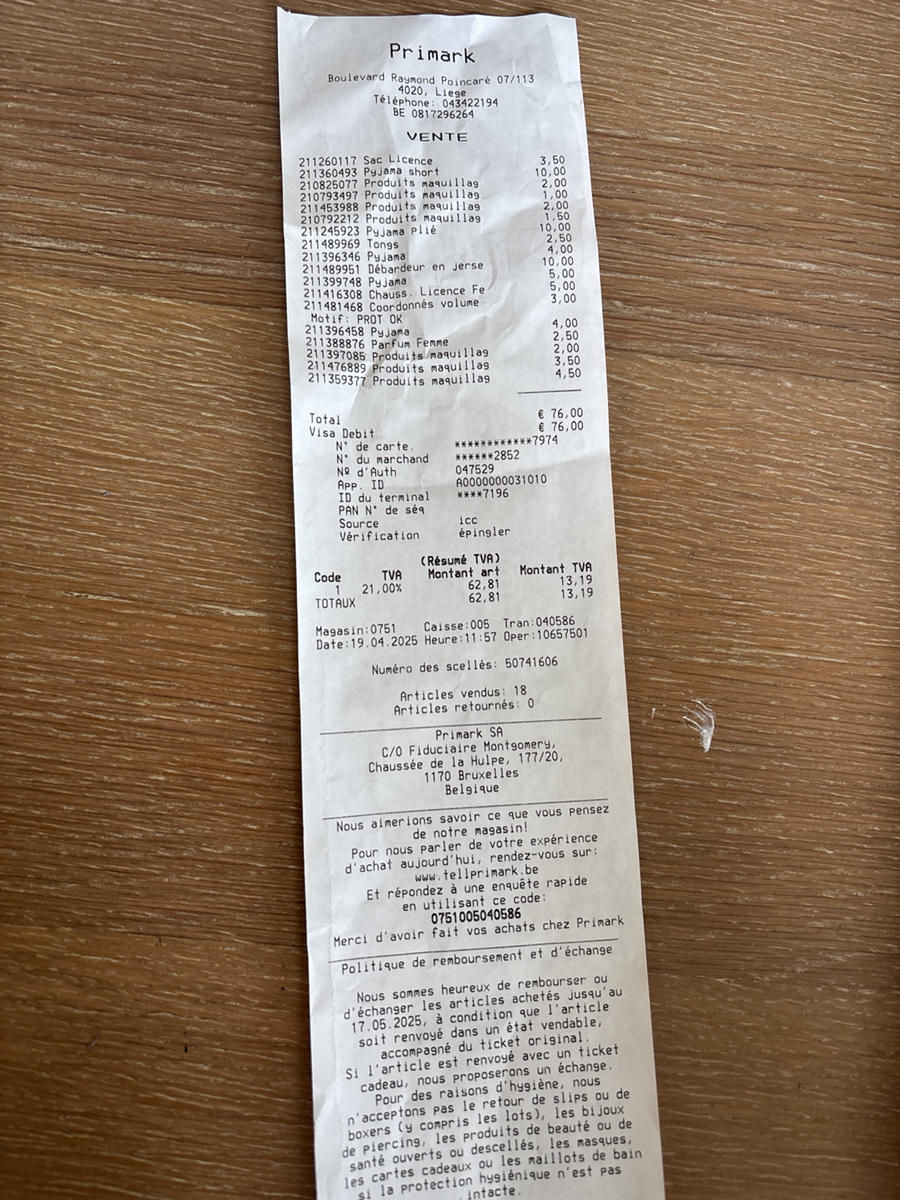 Primark
Boulevard Raymond Poincaré 07/113
4020, Liege
Téléphone: 043422194
BE 0817296264
VENTE
211260117 Sac Licence 3,50
211360493 Pyjama short 10,00
210825077 Produits maquillag 2,00
210793497 Produits maquillag 1,00
211453988 Produits maquillag 2,00
210792212 Produits maquillag 1,50
211245923 Pyjama plié 10,00
211489969 Tongs 2,50
211396346 Pyjama 4,00
211489951 Débardeur en jerse 10,00
211399748 Pyjama 5,00
211416308 Chauss. Licence Fe 5,00
211481468 Coordonnés volume 3,00
Motif: PROT OK
211396458 Pyjama 4,00
211388876 Parfum Femme 2,50
211397085 Produits maquillag 2,00
211476889 Produits maquillag 3,50
211359377 Produits maquillag 4,50
Total € 76,00
Visa Debit € 76,00
N° de carte. ************7974
N° du marchand ******2852
Nº d'Auth 047529
App. ID A0000000031010
ID du terminal ****7196
PAN N° de séq
Source icc
Vérification épingler
(Résumé TVA)
Code TVA Montant art Montant TVA
1 21,00% 62,81 13,19
TOTAUX 62,81 13,19
Magasin:0751 Caisse:005 Tran:040586
Date:19.04.2025 Heure:11:57 Oper:10657501
Numéro des scellés: 50741606
Articles vendus: 18
Articles retournés: 0
Primark SA
C/O Fiduciaire Montgomery,
Chaussée de la Hulpe, 177/20,
1170 Bruxelles
Belgique
Nous aimerions savoir ce que vous pensez
de notre magasin!
Pour nous parler de votre expérience
d'achat aujourd'hui, rendez-vous sur:
www.tellprimark.be
Et répondez à une enquête rapide
en utilisant ce code:
0751005040586
Merci d'avoir fait vos achats chez Primark
Politique de remboursement et d'échange
Nous sommes heureux de rembourser ou
d'échanger les articles achetés jusqu'au
17.05.2025, à condition que l'article
soit renvoyé dans un état vendable,
accompagné du ticket original.
Si l'article est renvoyé avec un ticket
cadeau, nous proposerons un échange.
Pour des raisons d'hygiène, nous
n'acceptons pas le retour de slips ou de
boxers (y compris les lots), les bijoux
de piercing, les produits de beauté ou de
santé ouverts ou descellés, les masques,
les cartes cadeaux ou les maillots de bain
si la protection hygiénique n'est pas
intacte.